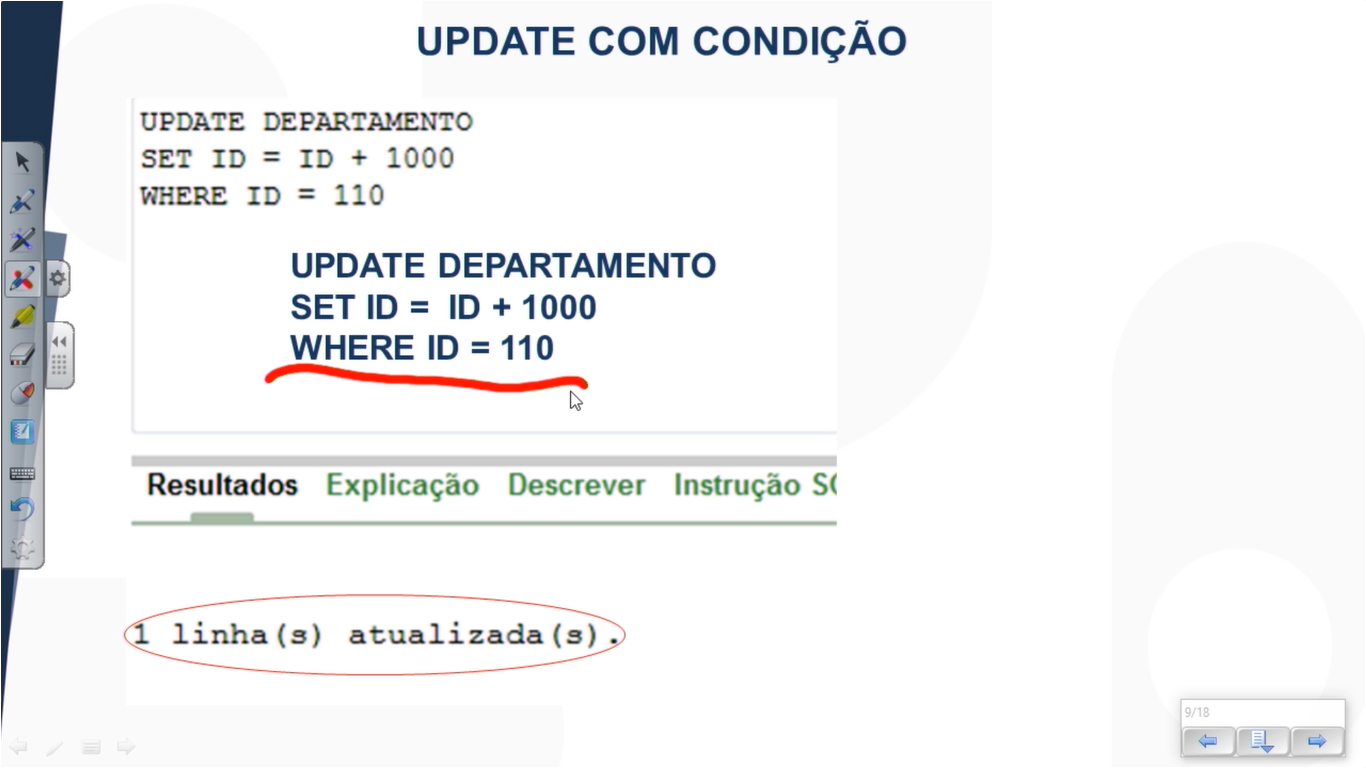 UPDATE COM CONDIÇÃO
UPDATE DEPARTAMENTO
SET ID = ID + 1000
WHERE ID = 110
UPDATE DEPARTAMENTO
SET ID = ID + 1000
WHERE ID = 110
Resultados Explicação Descrever Instrução
1 linha(s) atualizada(s).
9/18